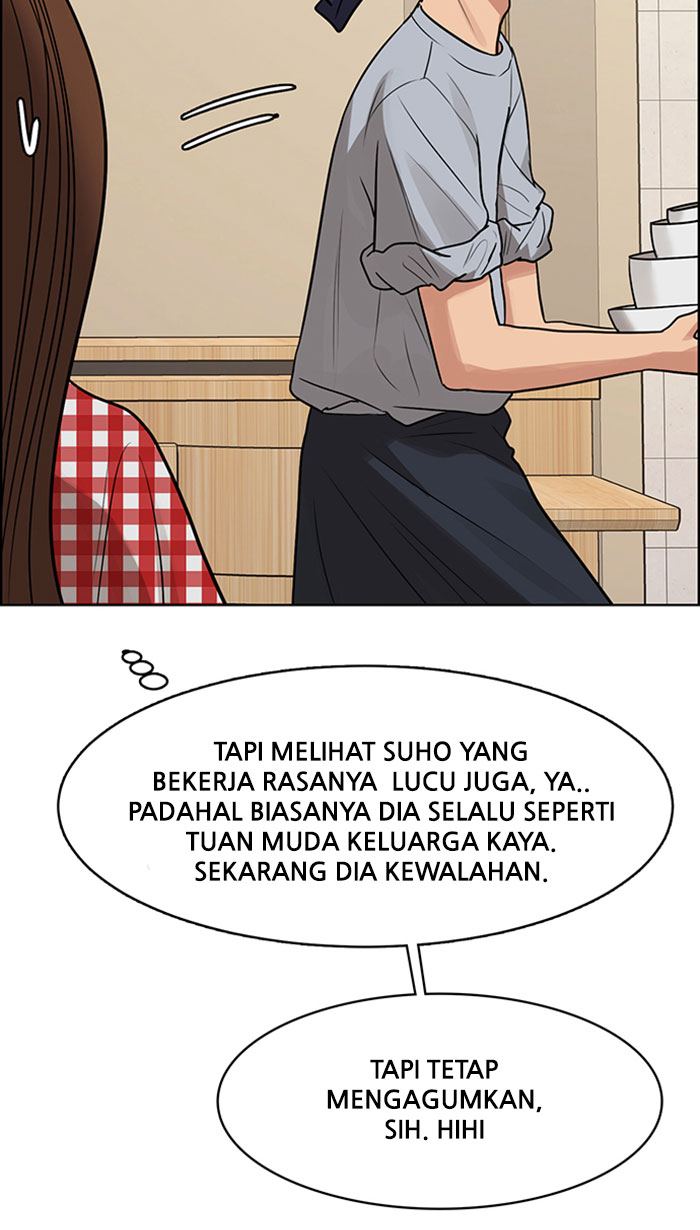 TAPI MELIHAT SUHO YANG
BEKERJA RASANYA LUCU JUGA, YA..
PADAHAL BIASANYA DIA SELALU SEPERTI
TUAN MUDA KELUARGA KAYA.
SEKARANG DIA KEWALAHAN.
TAPI TETAP
MENGAGUMKAN,
SIH. HIHI